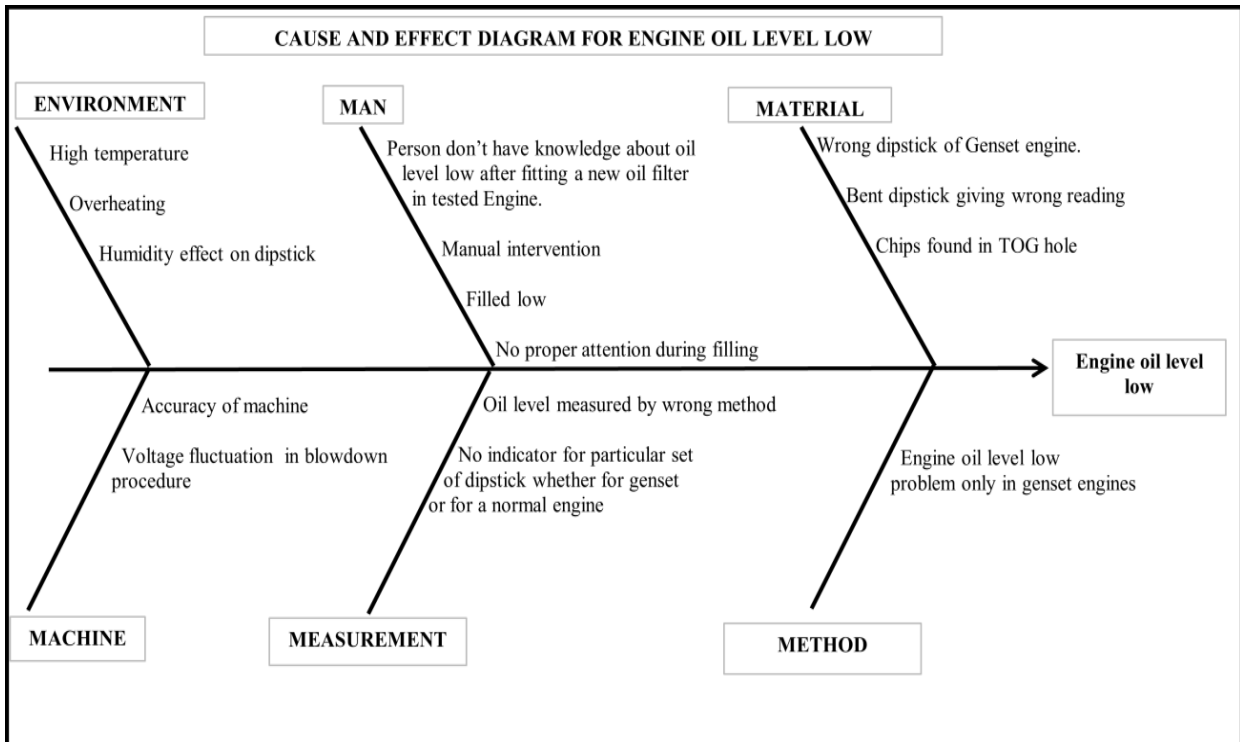 CAUSE AND EFFECT DIAGRAM FOR ENGINE OIL LEVEL LOW
ENVIRONMENT
High temperature
Overheating
Humidity effect on dipstick
MAN
Person don’t have knowledge about oil
level low after fitting a new oil filter
in tested Engine.
Manual intervention
Filled low
No proper attention during filling
MATERIAL
Wrong dipstick of Genset engine.
Bent dipstick giving wrong reading
Chips found in TOG hole
Engine oil level
low
Accuracy of machine
Voltage fluctuation in blowdown
procedure
MACHINE
Oil level measured by wrong method
No indicator for particular set
of dipstick whether for genset
or for a normal engine
MEASUREMENT
Engine oil level low
problem only in genset engines
METHOD